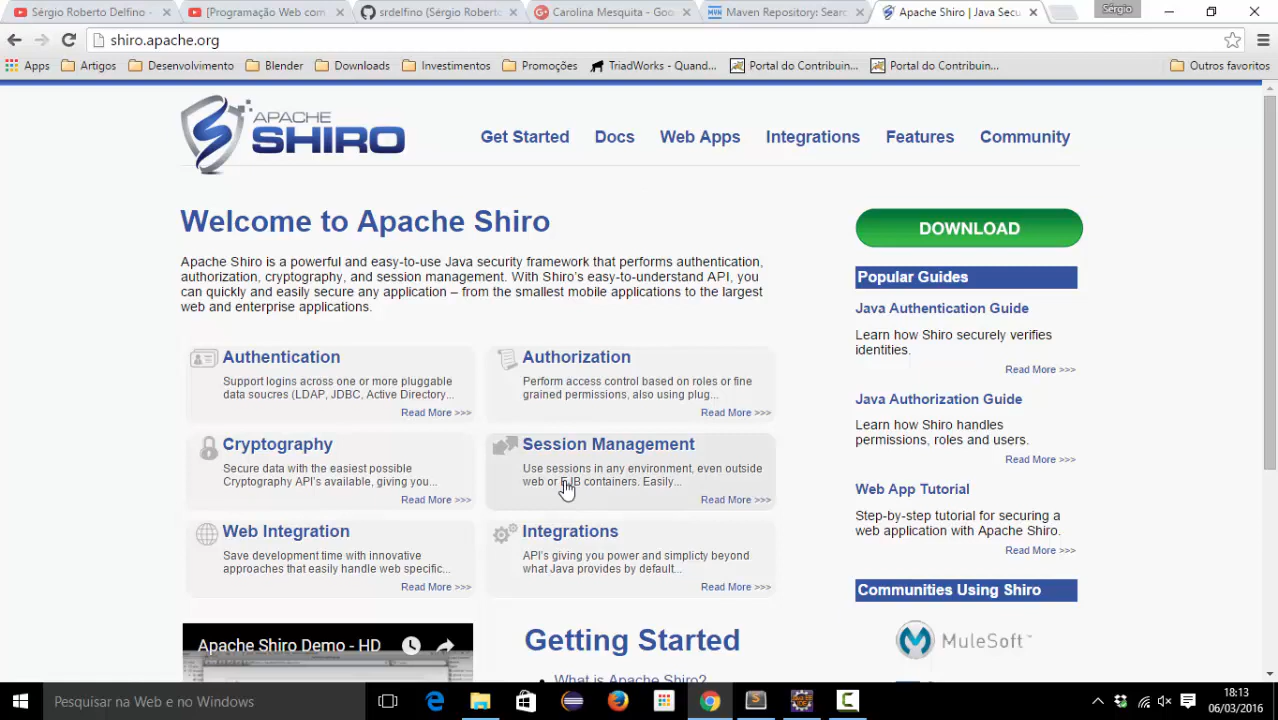 Sérgio Roberto Delfino -
[Programação Web com
srdelfino (Sérgio Roberto
Carolina Mesquita - Goo
Maven Repository: Searc
Apache Shiro | Java Secu
Sérgio
shiro.apache.org
Apps
Artigos
Desenvolvimento
Blender
Downloads
Investimentos
Promoções
TriadWorks - Quand...
Portal do Contribuin...
Portal do Contribuin...
Outros favoritos
APACHE
SHIRO
Get Started
Docs
Web Apps
Integrations
Features
Community
Welcome to Apache Shiro
Apache Shiro is a powerful and easy-to-use Java security framework that performs authentication,
authorization, cryptography, and session management. With Shiro's easy-to-understand API, you
can quickly and easily secure any application – from the smallest mobile applications to the largest
web and enterprise applications.
Authentication
Support logins across one or more pluggable
data soucres (LDAP, JDBC, Active Directory...
Read More >>>
Authorization
Perform access control based on roles or fine
grained permissions, also using plug...
Read More >>>
Cryptography
Secure data with the easiest possible
Cryptography API's available, giving you...
Read More >>>
Session Management
Use sessions in any environment, even outside
web or EJB containers. Easily...
Read More >>>
Web Integration
Save development time with innovative
approaches that easily handle web specific...
Read More >>>
Integrations
API's giving you power and simplicty beyond
what Java provides by default...
Read More >>>
Apache Shiro Demo - HD
Getting Started
What is Apache Shiro?
DOWNLOAD
Popular Guides
Java Authentication Guide
Learn how Shiro securely verifies
identities.
Read More >>>
Java Authorization Guide
Learn how Shiro handles
permissions, roles and users.
Read More >>>
Web App Tutorial
Step-by-step tutorial for securing a
web application with Apache Shiro.
Read More >>>
Communities Using Shiro
MuleSoft™
Pesquisar na Web e no Windows
18:13
06/03/2016